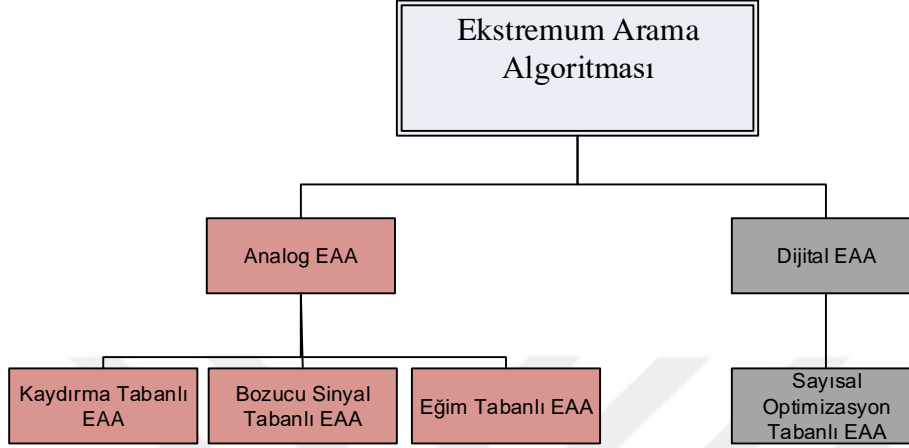 Ekstremum Arama
Algoritması
Analog EAA
Dijital EAA
Kaydırma Tabanlı
EAA
Bozucu Sinyal
Tabanlı EAA
Eğim Tabanlı EAA
Sayısal
Optimizasyon
Tabanlı EAA